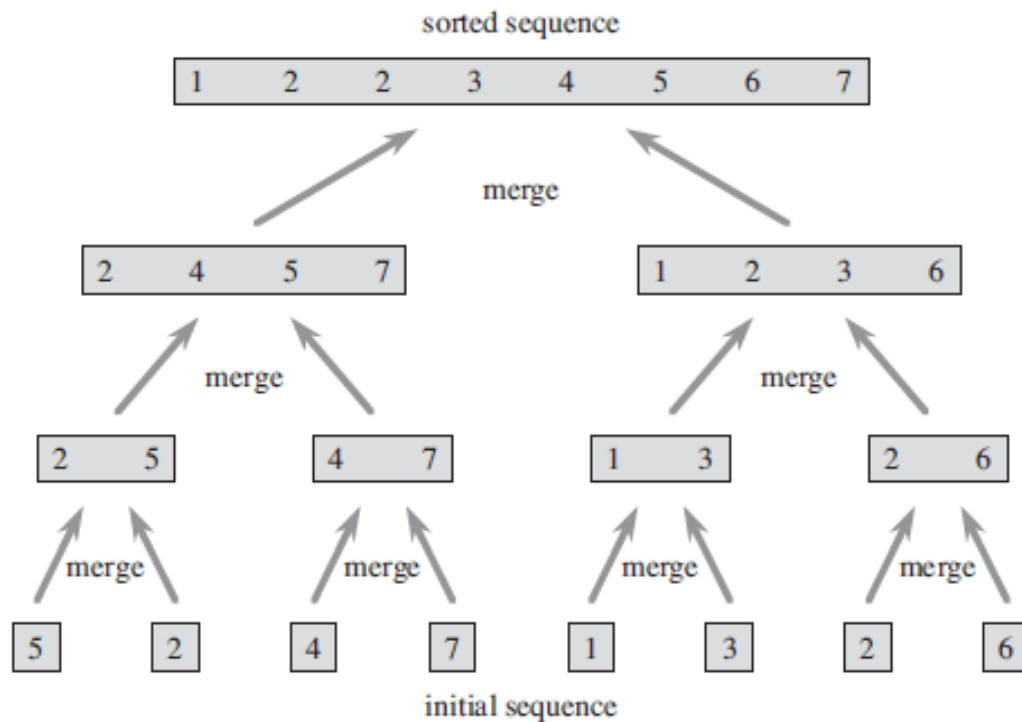 sorted sequence
1 2 2 3 4 5 6 7
merge
2 4 5 7 1 2 3 6
merge merge
2 5 4 7 1 3 2 6
merge merge merge merge
5 2 4 7 1 3 2 6
initial sequence